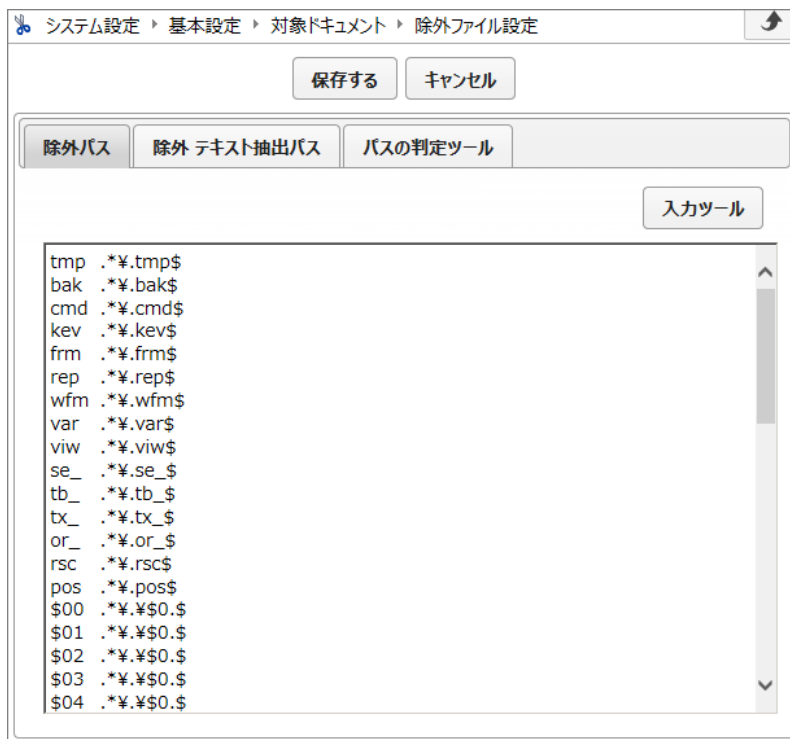 システム設定 ▸ 基本設定 ▸ 対象ドキュメント ▸ 除外ファイル設定
保存する キャンセル
除外パス 除外 テキスト抽出パス パスの判定ツール
入力ツール
tmp .*¥.tmp$
bak .*¥.bak$
cmd .*¥.cmd$
kev .*¥.kev$
frm .*¥.frm$
rep .*¥.rep$
wfm .*¥.wfm$
var .*¥.var$
viw .*¥.viw$
se_ .*¥.se_$
tb_ .*¥.tb_$
tx_ .*¥.tx_$
or_ .*¥.or_$
rsc .*¥.rsc$
pos .*¥.pos$
$00 .*¥.¥$0.$
$01 .*¥.¥$0.$
$02 .*¥.¥$0.$
$03 .*¥.¥$0.$
$04 .*¥.¥$0.$